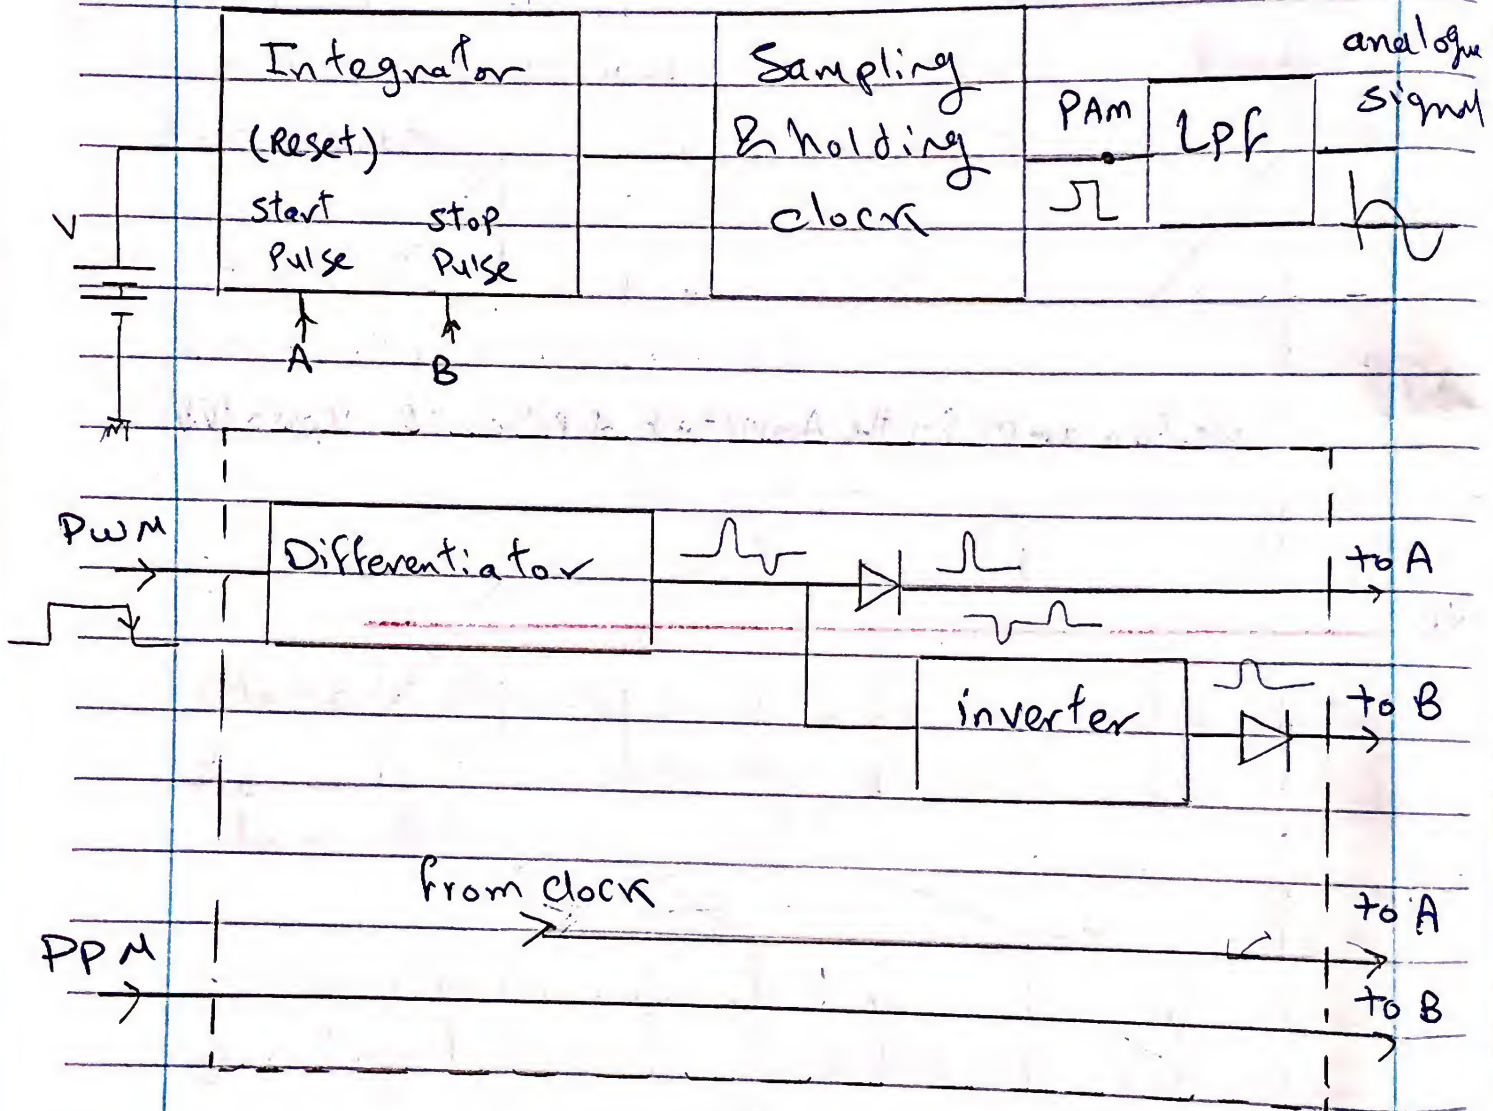 Integrator
(Reset)
start stop
Pulse Pulse
Sampling
& holding
clock
PAM
LPF
analogue
signal
V
A
B
PWM
Differentiator
to A
inverter
to B
from clock
to A
PPM
to B